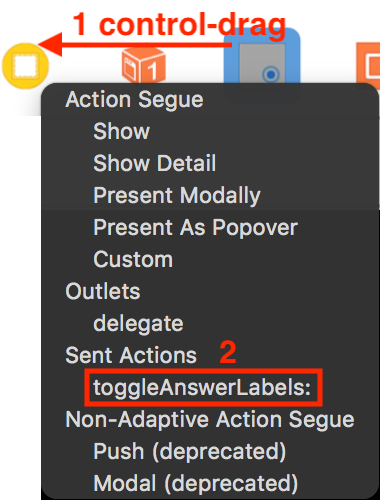 1 control-drag
1
Action Segue
Show
Show Detail
Present Modally
Present As Popover
Custom
Outlets
delegate
Sent Actions 2
toggleAnswerLabels:
Non-Adaptive Action Segue
Push (deprecated)
Modal (deprecated)